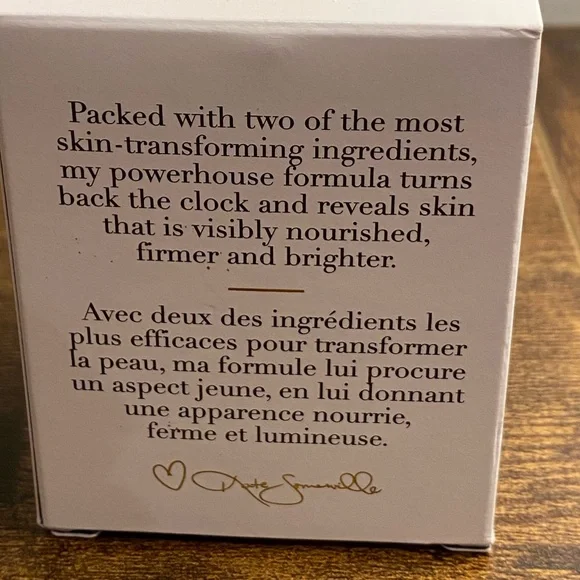 Packed with two of the most
skin-transforming ingredients,
my powerhouse formula turns
back the clock and reveals skin
that is visibly nourished,
firmer and brighter.
Avec deux des ingrédients les
plus efficaces pour transformer
la peau, ma formule lui procure
un aspect jeune, en lui donnant
une apparence nourrie,
ferme et lumineuse.
Kate Somerville